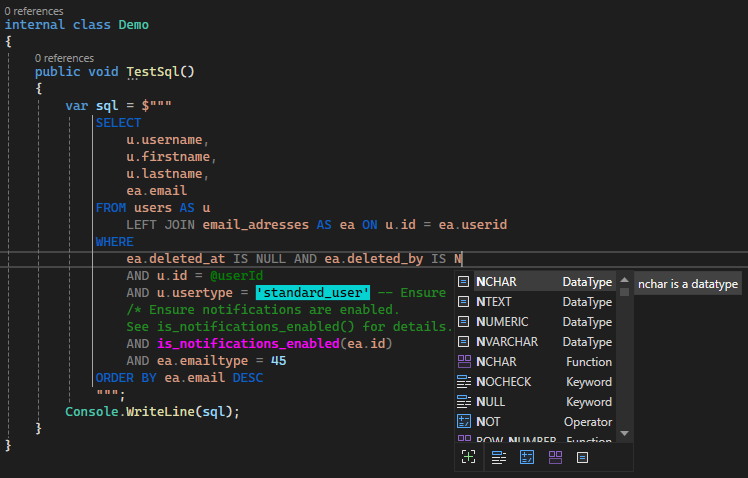 0 references
internal class Demo
{
0 references
public void TestSql()
{
var sql = $"""
SELECT
u.username,
u.firstname,
u.lastname,
ea.email
FROM users AS u
LEFT JOIN email_adresses AS ea ON u.id = ea.userid
WHERE
ea.deleted_at IS NULL AND ea.deleted_by IS N
AND u.id = @userId
AND u.usertype = 'standard_user' -- Ensure
/* Ensure notifications are enabled.
See is_notifications_enabled() for details.
AND is_notifications_enabled(ea.id)
AND ea.emailtype = 45
ORDER BY ea.email DESC
""";
Console.WriteLine(sql);
}
}
NCHAR DataType
NTEXT DataType
NUMERIC DataType
NVARCHAR DataType
NCHAR Function
NOCHECK Keyword
NULL Keyword
NOT Operator
ROW_NUMBER Function
nchar is a datatype